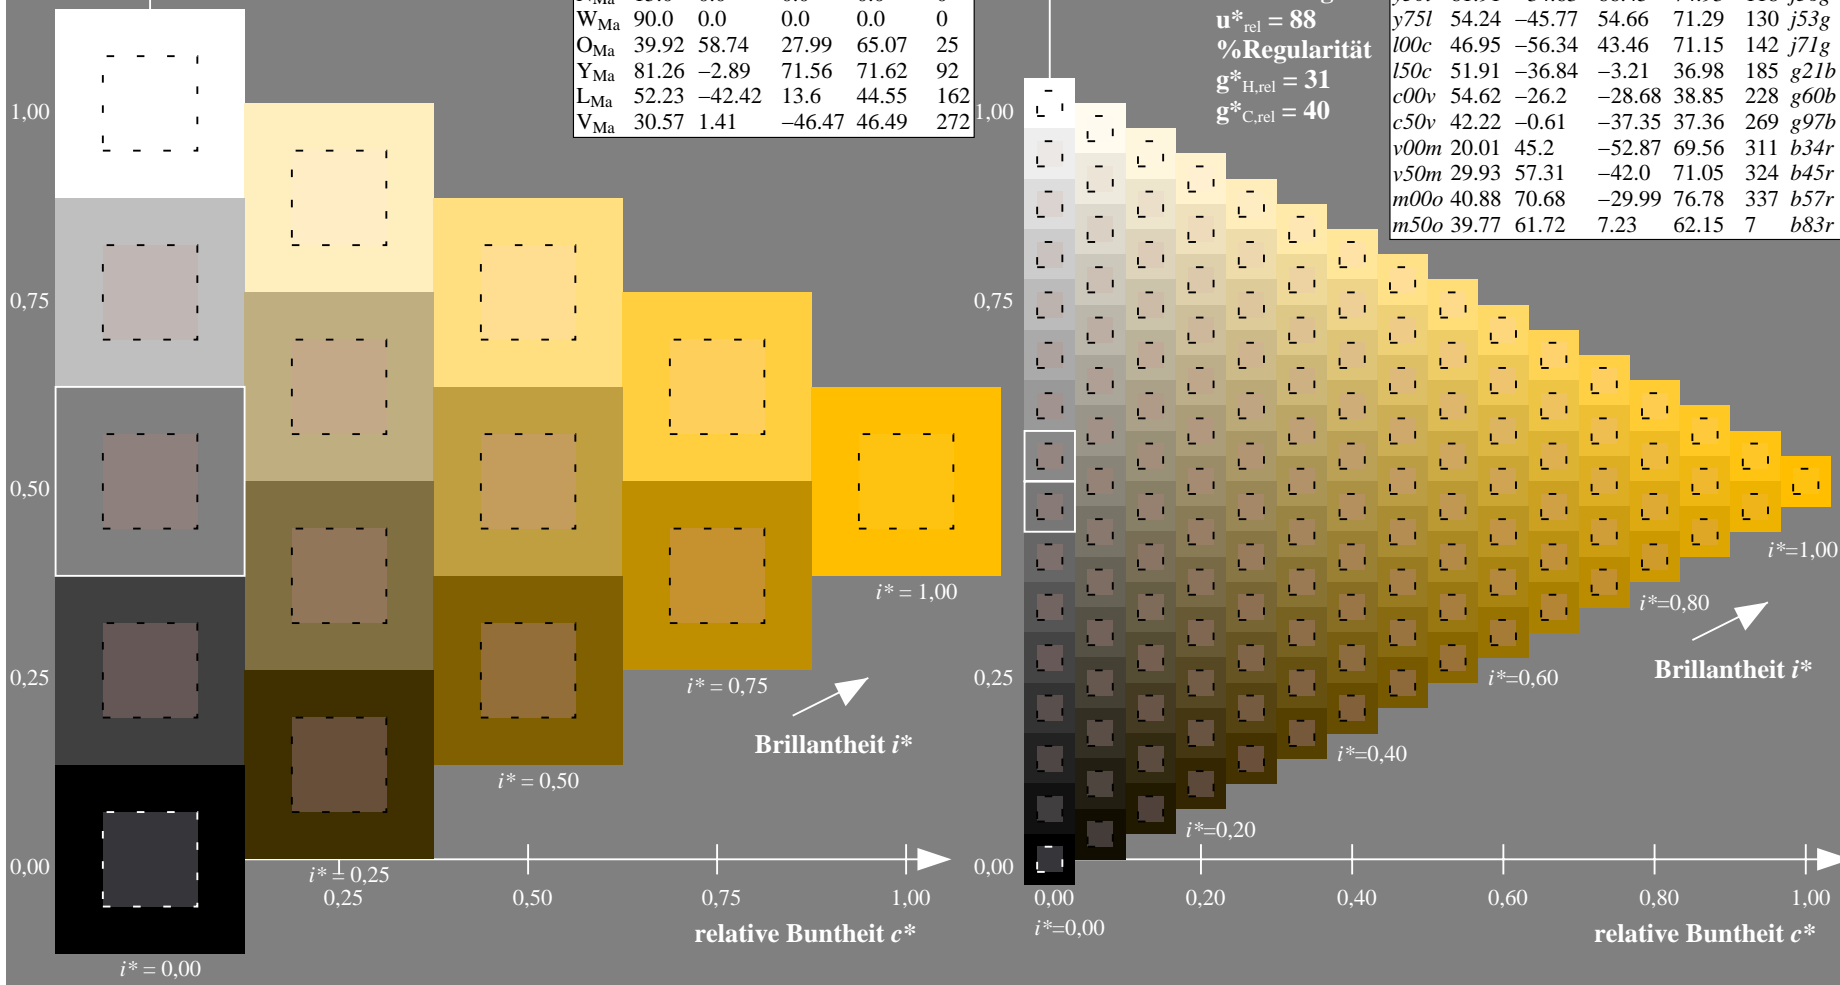 W_Ma 90.0 0.0 0.0 0.0 0
O_Ma 39.92 58.74 27.99 65.07 25
Y_Ma 81.26 −2.89 71.56 71.62 92
L_Ma 52.23 −42.42 13.6 44.55 162
V_Ma 30.57 1.41 −46.47 46.49 272
1,00
0,75
0,50
0,25
0,00
i* = 1,00
i* = 0,75
i* = 0,50
i* = 0,25
i* = 0,00
Brillantheit i*
0,25 0,50 0,75 1,00
relative Buntheit c*
u*rel = 88
%Regularität
g*H,rel = 31
g*C,rel = 40
y75l 54.24 −45.77 54.66 71.29 130 j53g
l00c 46.95 −56.34 43.46 71.15 142 j71g
l50c 51.91 −36.84 −3.21 36.98 185 g21b
c00v 54.62 −26.2 −28.68 38.85 228 g60b
c50v 42.22 −0.61 −37.35 37.36 269 g97b
v00m 20.01 45.2 −52.87 69.56 311 b34r
v50m 29.93 57.31 −42.0 71.05 324 b45r
m00o 40.88 70.68 −29.99 76.78 337 b57r
m50o 39.77 61.72 7.23 62.15 7 b83r
1,00
0,75
0,50
0,25
0,00
i*=1,00
i*=0,80
i*=0,60
i*=0,40
i*=0,20
i*=0,00
Brillantheit i*
0,00 0,20 0,40 0,60 0,80 1,00
relative Buntheit c*